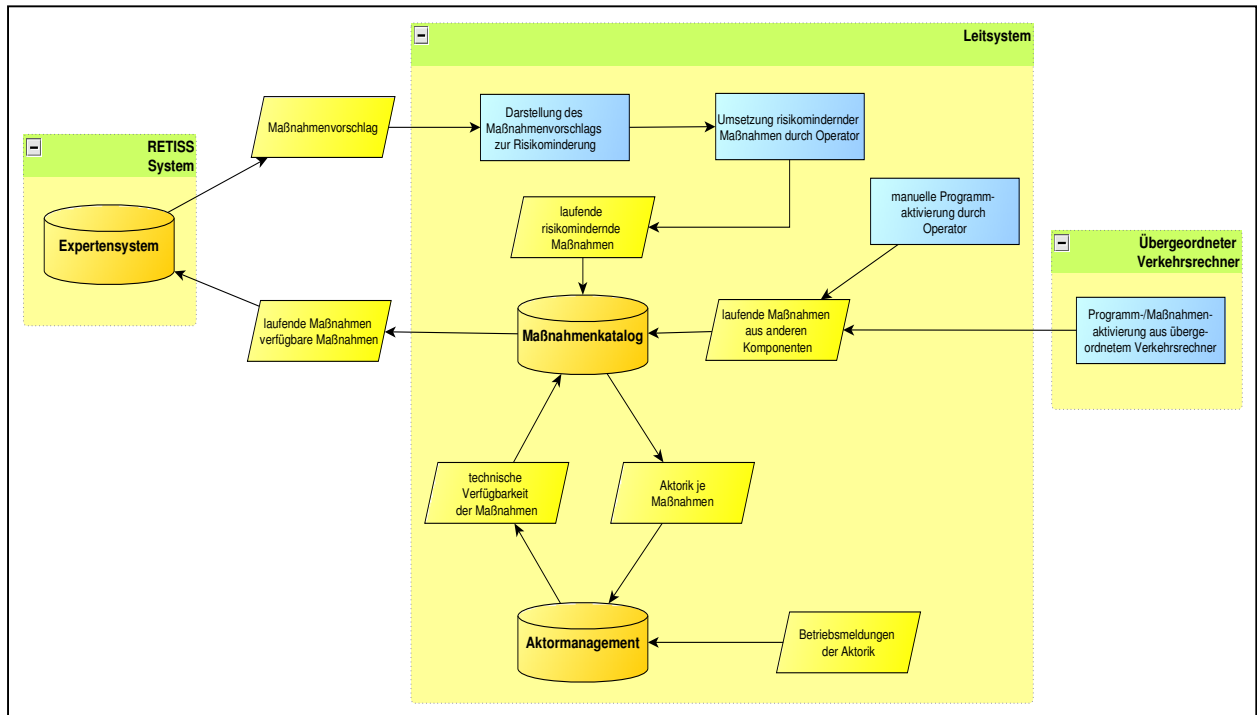 Leitsystem
Maßnahmenvorschlag
Darstellung des
Maßnahmenvorschlags
zur Risikominderung
Umsetzung risikomindernder
Maßnahmen durch Operator
RETISS
System
Expertensystem
laufende
risikomindernde
Maßnahmen
manuelle Programm-
aktivierung durch
Operator
Übergeordneter
Verkehrsrechner
laufende Maßnahmen
verfügbare Maßnahmen
Maßnahmenkatalog
laufende Maßnahmen
aus anderen
Komponenten
Programm-/Maßnahmen-
aktivierung aus überge-
ordnetem Verkehrsrechner
technische
Verfügbarkeit
der Maßnahmen
Aktorik je
Maßnahmen
Aktormanagement
Betriebsmeldungen
der Aktorik